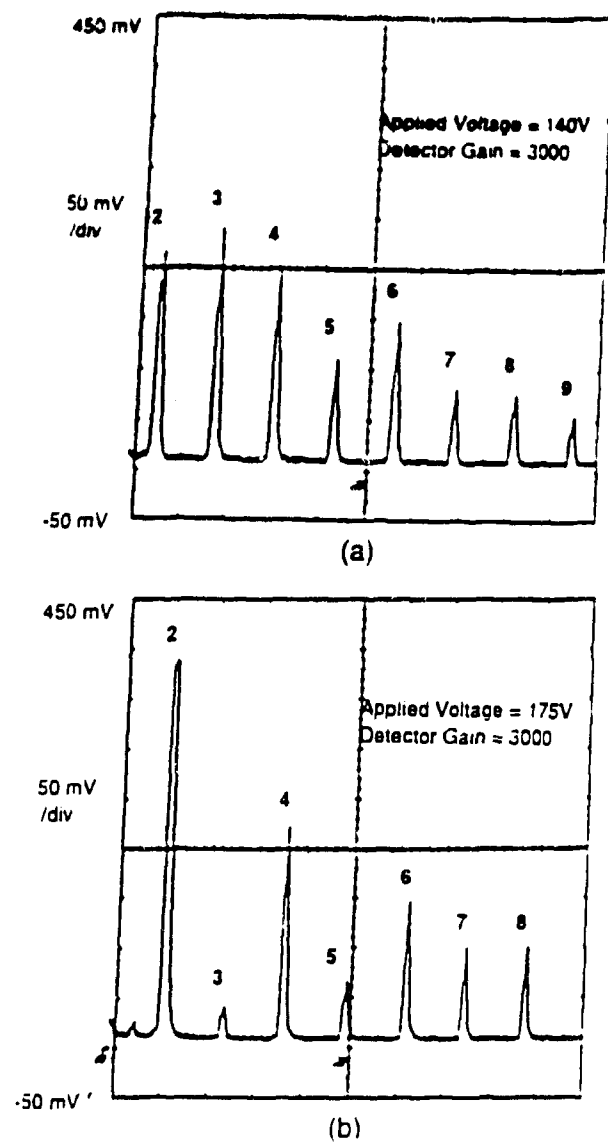 450 mV
Applied Voltage = 140V
Detector Gain = 3000
50 mV
/div
2
3
4
5
6
7
8
9
-50 mV
(a)
450 mV
2
Applied Voltage = 175V
Detector Gain = 3000
50 mV
/div
4
6
7
8
5
3
-50 mV
(b)